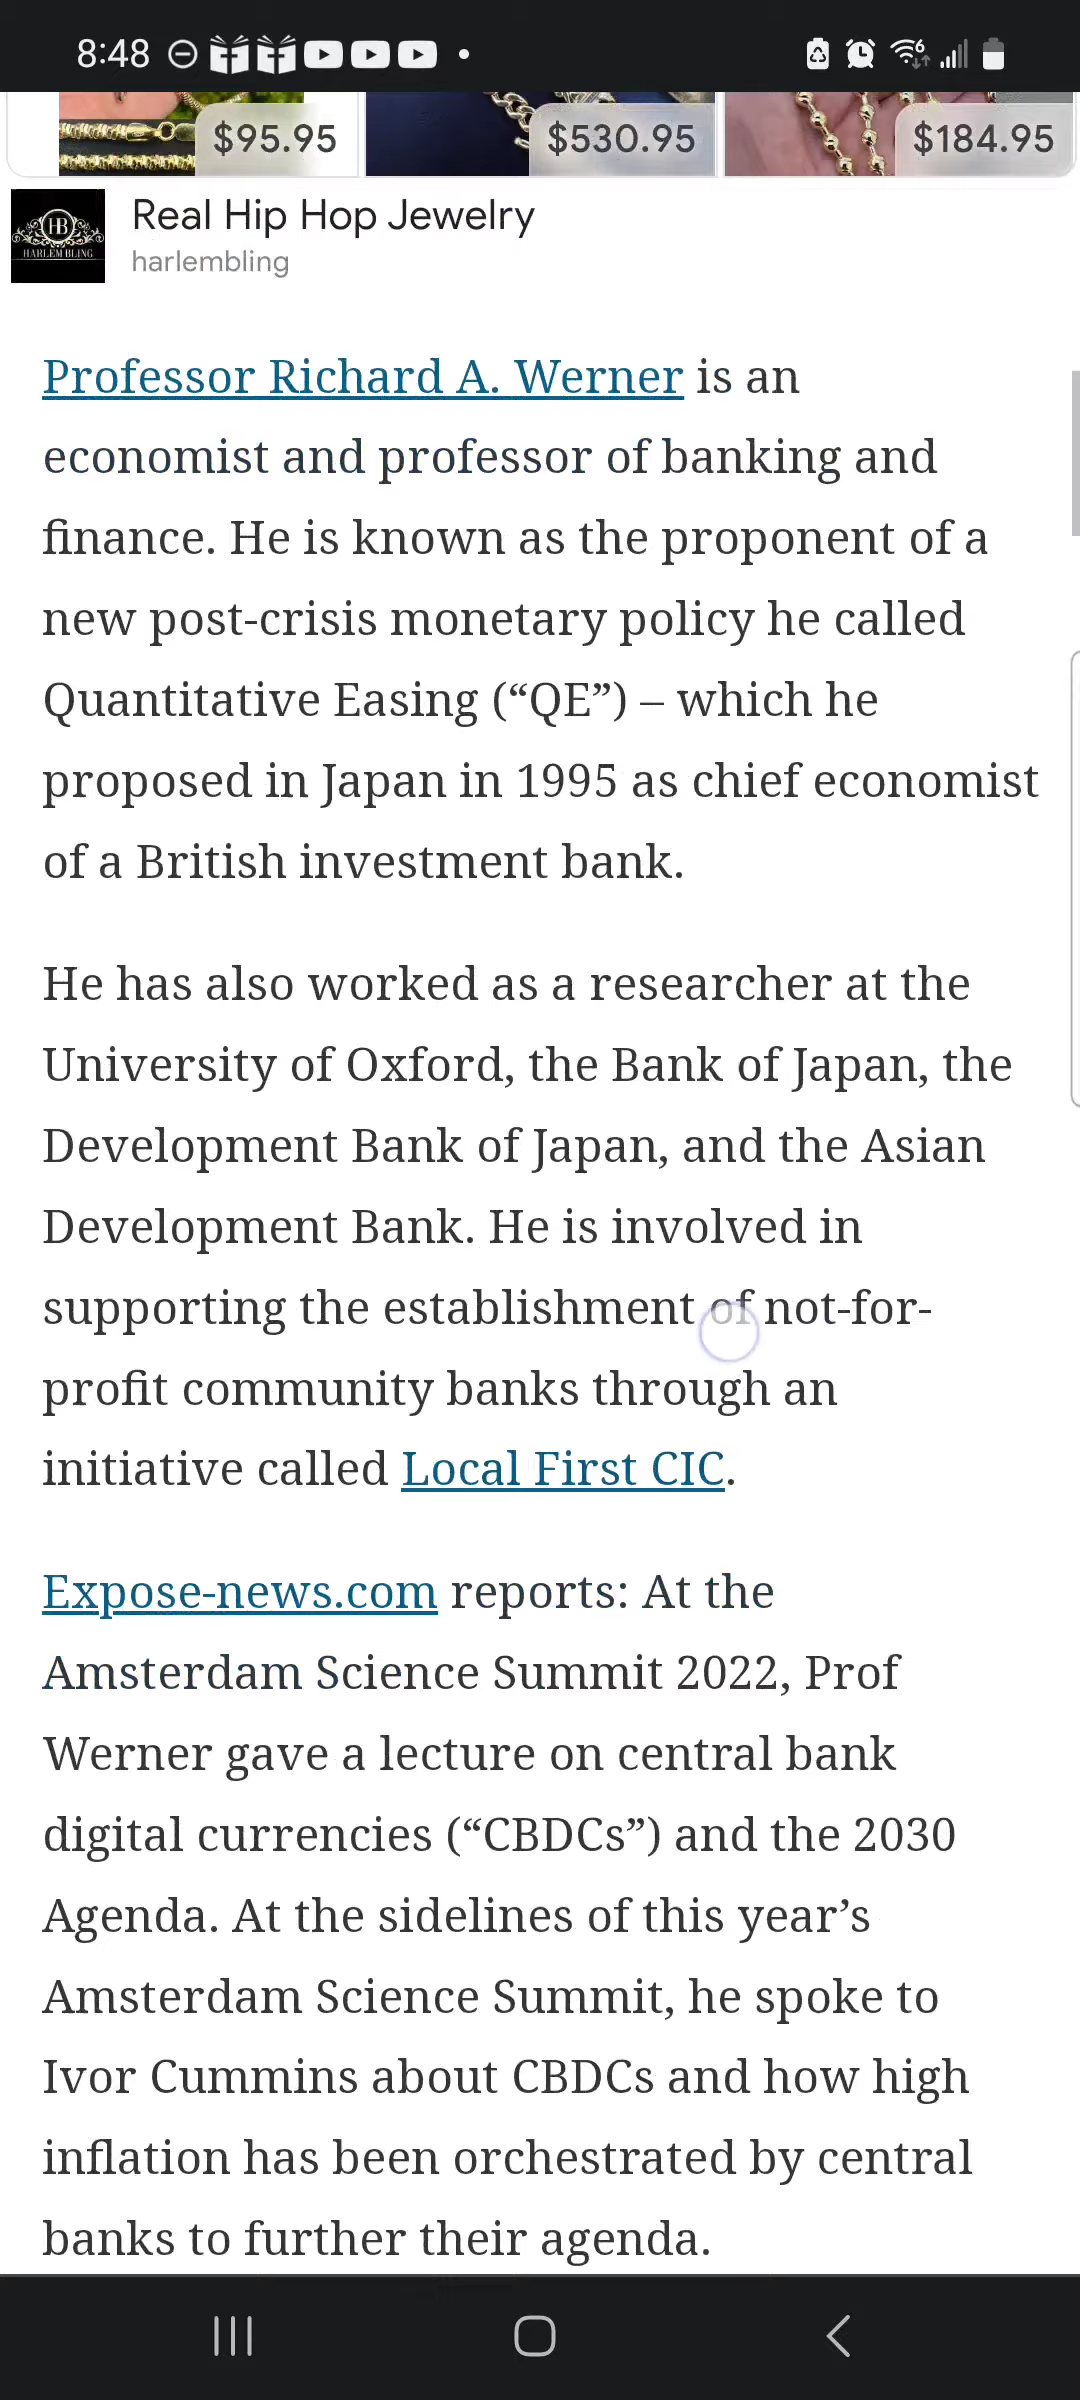 8:48
6
$95.95 $530.95 $184.95
HB
HARLEM BLING
Real Hip Hop Jewelry
harlembling
Professor Richard A. Werner is an
economist and professor of banking and
finance. He is known as the proponent of a
new post-crisis monetary policy he called
Quantitative Easing (“QE”) – which he
proposed in Japan in 1995 as chief economist
of a British investment bank.
He has also worked as a researcher at the
University of Oxford, the Bank of Japan, the
Development Bank of Japan, and the Asian
Development Bank. He is involved in
supporting the establishment of not-for-
profit community banks through an
initiative called Local First CIC.
Expose-news.com reports: At the
Amsterdam Science Summit 2022, Prof
Werner gave a lecture on central bank
digital currencies (“CBDCs”) and the 2030
Agenda. At the sidelines of this year’s
Amsterdam Science Summit, he spoke to
Ivor Cummins about CBDCs and how high
inflation has been orchestrated by central
banks to further their agenda.